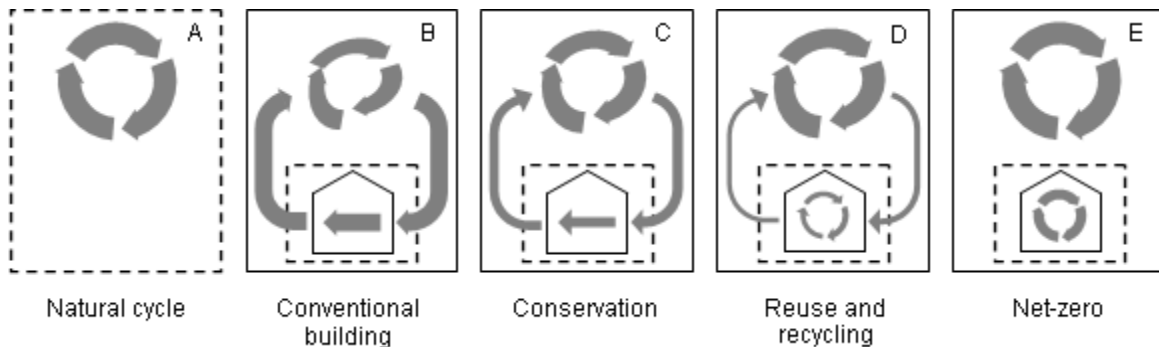 A
B
C
D
E
Natural cycle
Conventional
building
Conservation
Reuse and
recycling
Net-zero